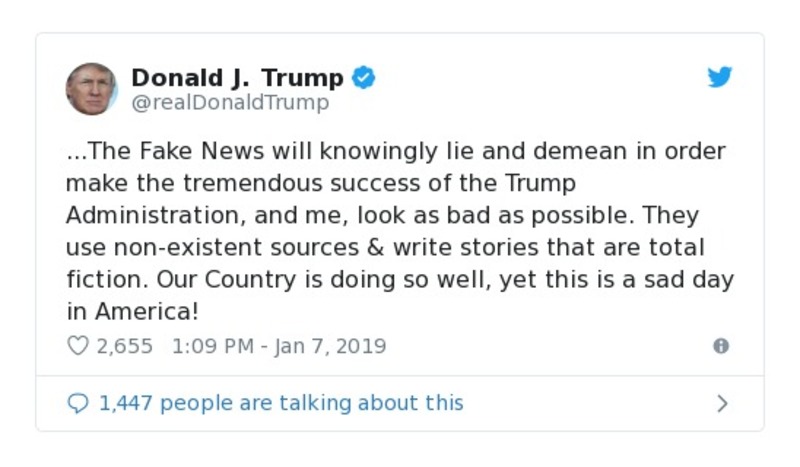 Donald J. Trump
@realDonaldTrump
...The Fake News will knowingly lie and demean in order
make the tremendous success of the Trump
Administration, and me, look as bad as possible. They
use non-existent sources & write stories that are total
fiction. Our Country is doing so well, yet this is a sad day
in America!
2,655 1:09 PM - Jan 7, 2019
1,447 people are talking about this